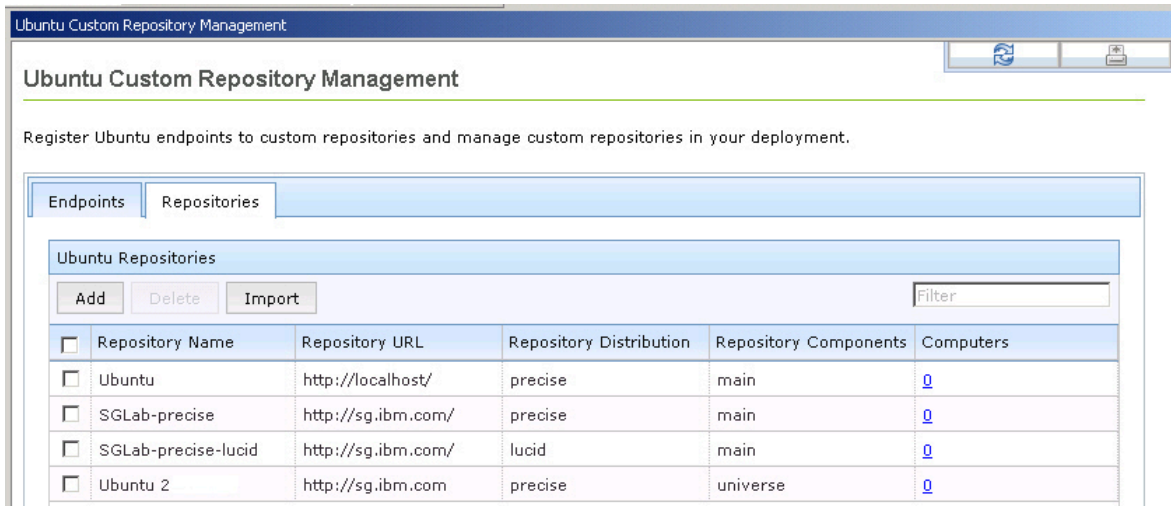 Ubuntu Custom Repository Management
Ubuntu Custom Repository Management
Register Ubuntu endpoints to custom repositories and manage custom repositories in your deployment.
Endpoints Repositories
Ubuntu Repositories
Add Delete Import Filter
Repository Name Repository URL Repository Distribution Repository Components Computers
Ubuntu http://localhost/ precise main 0
SGLab-precise http://sg.ibm.com/ precise main 0
SGLab-precise-lucid http://sg.ibm.com/ lucid main 0
Ubuntu 2 http://sg.ibm.com precise universe 0